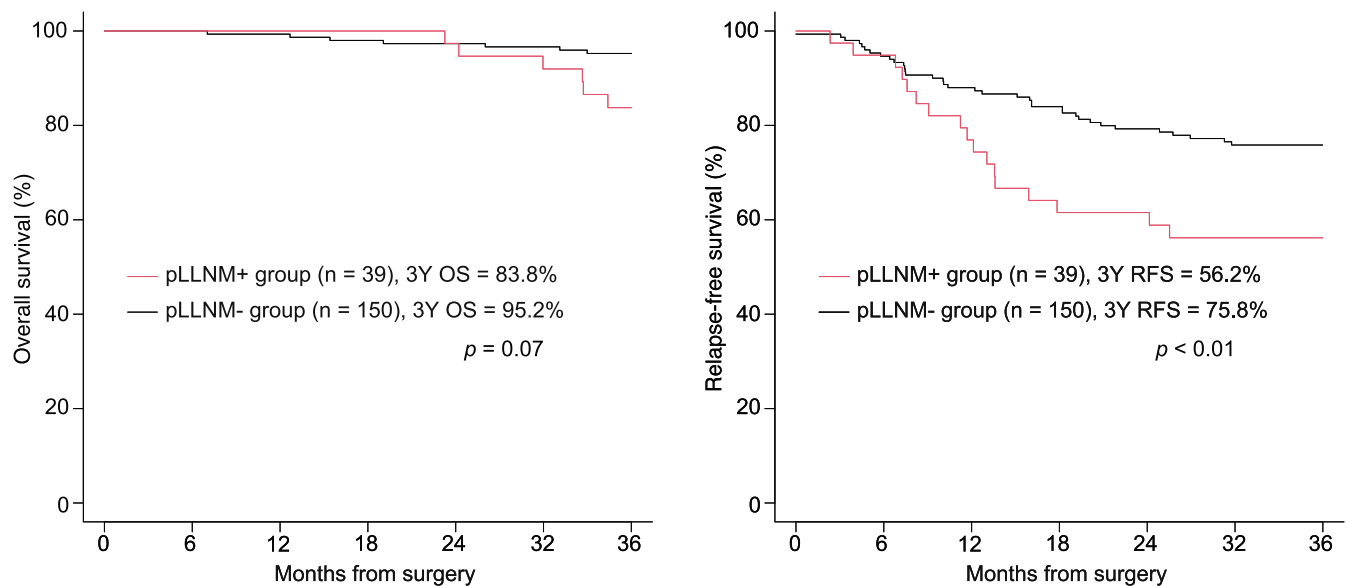 100
80
60
40
20
0
Overall survival (%)
pLLNM+ group (n = 39), 3Y OS = 83.8%
pLLNM- group (n = 150), 3Y OS = 95.2%
p = 0.07
0 6 12 18 24 32 36
Months from surgery
100
80
60
40
20
0
Relapse-free survival (%)
pLLNM+ group (n = 39), 3Y RFS = 56.2%
pLLNM- group (n = 150), 3Y RFS = 75.8%
p < 0.01
0 6 12 18 24 32 36
Months from surgery